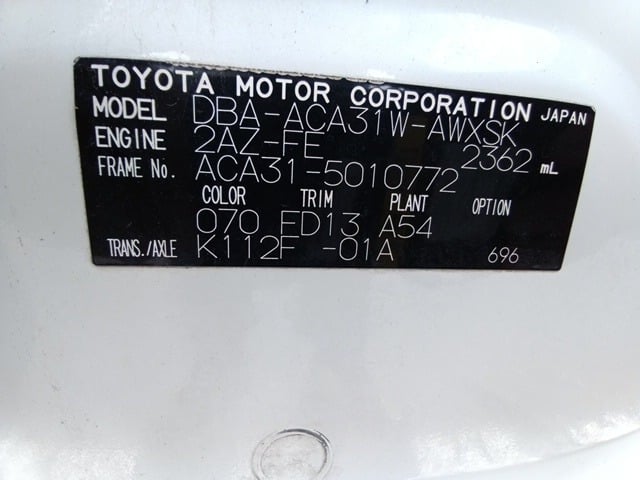 TOYOTA MOTOR CORPORATION JAPAN
MODEL DBA-ACA31W-AWXSK
ENGINE 2AZ-FE 2362 mL
FRAME No. ACA31-5010772
COLOR TRIM PLANT OPTION
070 FD13 A54
TRANS./AXLE K112F -01A 696